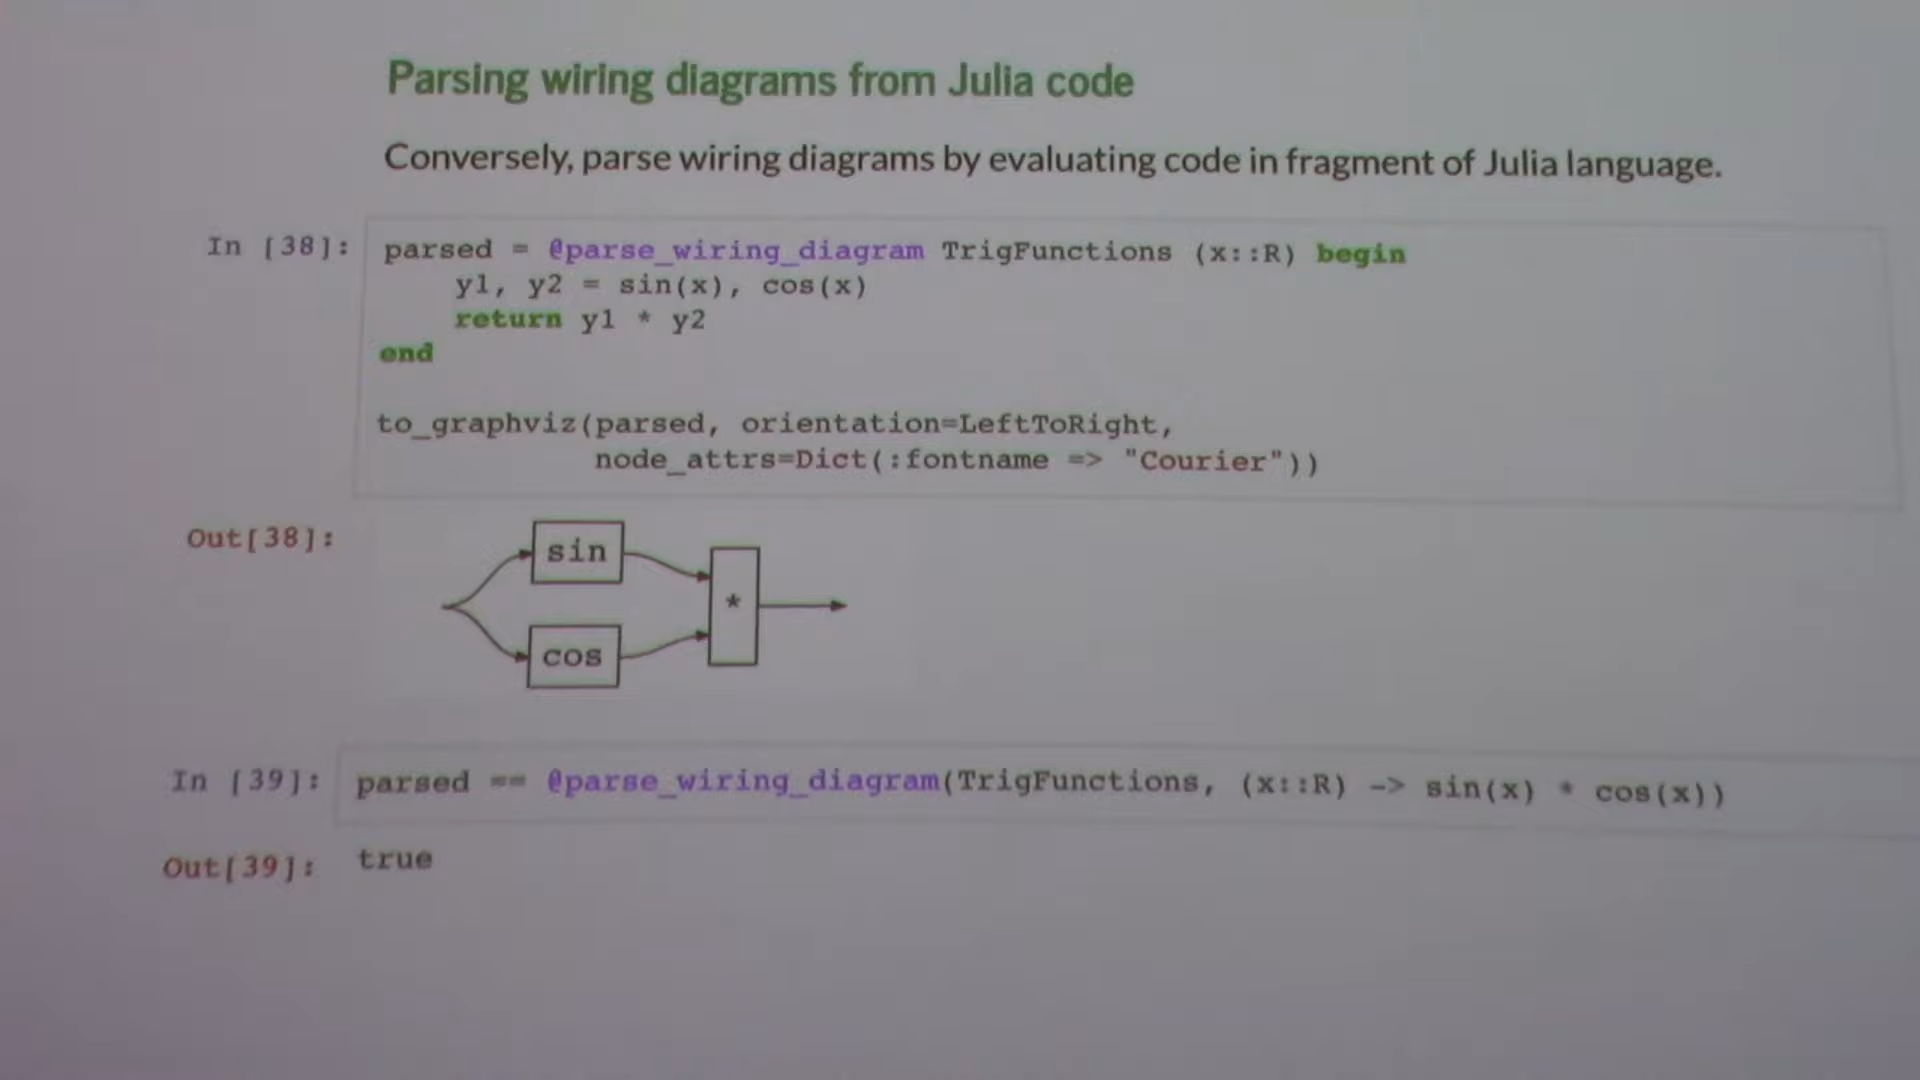 Parsing wiring diagrams from Julia code
Conversely, parse wiring diagrams by evaluating code in fragment of Julia language.
In [38]: parsed = @parse_wiring_diagram TrigFunctions (x::R) begin
y1, y2 = sin(x), cos(x)
return y1 * y2
end
to_graphviz(parsed, orientation=LeftToRight,
node_attrs=Dict(:fontname => "Courier"))
Out[38]:
sin
*
cos
In [39]: parsed == @parse_wiring_diagram(TrigFunctions, (x::R) -> sin(x) * cos(x))
Out[39]: true